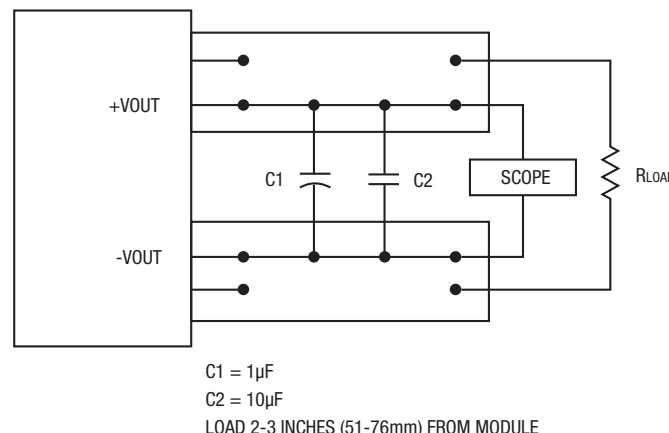 +VOUT
C1
C2
SCOPE
RLOAD
-VOUT
C1 = 1µF
C2 = 10µF
LOAD 2-3 INCHES (51-76mm) FROM MODULE